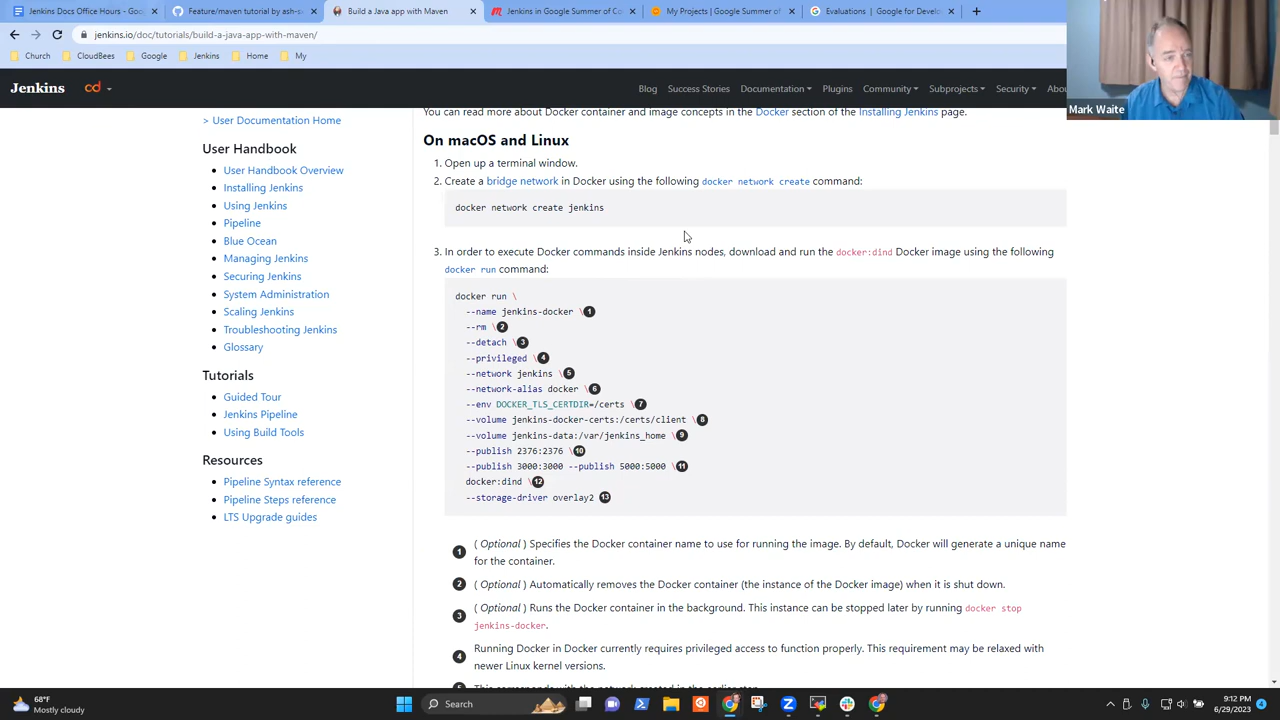 Jenkins Docs Office Hours - Goo
Feature/maven tutorial by ash-s
Build a Java app with Maven
Jenkins in Google Summer of Co
My Projects | Google Summer of
Evaluations | Google for Develo
jenkins.io/doc/tutorials/build-a-java-app-with-maven/
Church
CloudBees
Google
Jenkins
Home
My
Mark Waite
Jenkins
cd
Blog
Success Stories
Documentation
Plugins
Community
Subprojects
Security
Abou
> User Documentation Home
User Handbook
User Handbook Overview
Installing Jenkins
Using Jenkins
Pipeline
Blue Ocean
Managing Jenkins
Securing Jenkins
System Administration
Scaling Jenkins
Troubleshooting Jenkins
Glossary
Tutorials
Guided Tour
Jenkins Pipeline
Using Build Tools
Resources
Pipeline Syntax reference
Pipeline Steps reference
LTS Upgrade guides
You can read more about Docker container and image concepts in the Docker section of the Installing Jenkins page.
On macOS and Linux
1. Open up a terminal window.
2. Create a bridge network in Docker using the following docker network create command:
docker network create jenkins
3. In order to execute Docker commands inside Jenkins nodes, download and run the docker:dind Docker image using the following
docker run command:
docker run \
--name jenkins-docker \ 1
--rm \ 2
--detach \ 3
--privileged \ 4
--network jenkins \ 5
--network-alias docker \ 6
--env DOCKER_TLS_CERTDIR=/certs \ 7
--volume jenkins-docker-certs:/certs/client \ 8
--volume jenkins-data:/var/jenkins_home \ 9
--publish 2376:2376 \ 10
--publish 3000:3000 --publish 5000:5000 \ 11
docker:dind \ 12
--storage-driver overlay2 13
1 ( Optional ) Specifies the Docker container name to use for running the image. By default, Docker will generate a unique name
for the container.
2 ( Optional ) Automatically removes the Docker container (the instance of the Docker image) when it is shut down.
3 ( Optional ) Runs the Docker container in the background. This instance can be stopped later by running docker stop
jenkins-docker.
4 Running Docker in Docker currently requires privileged access to function properly. This requirement may be relaxed with
newer Linux kernel versions.
This corresponds with the network created in the earlier step.
68°F
Mostly cloudy
Search
9:12 PM
6/29/2023